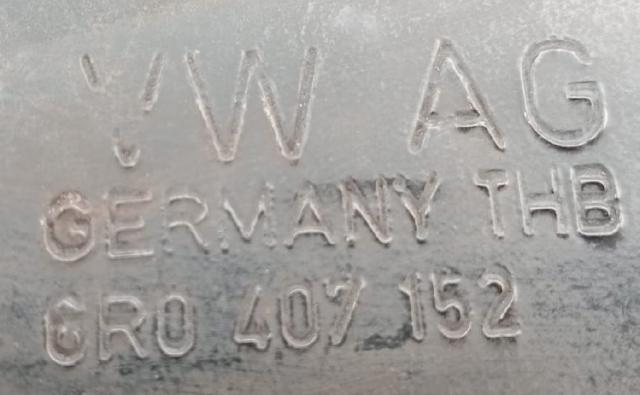 VW AG
GERMANY THB
6R0 407 152